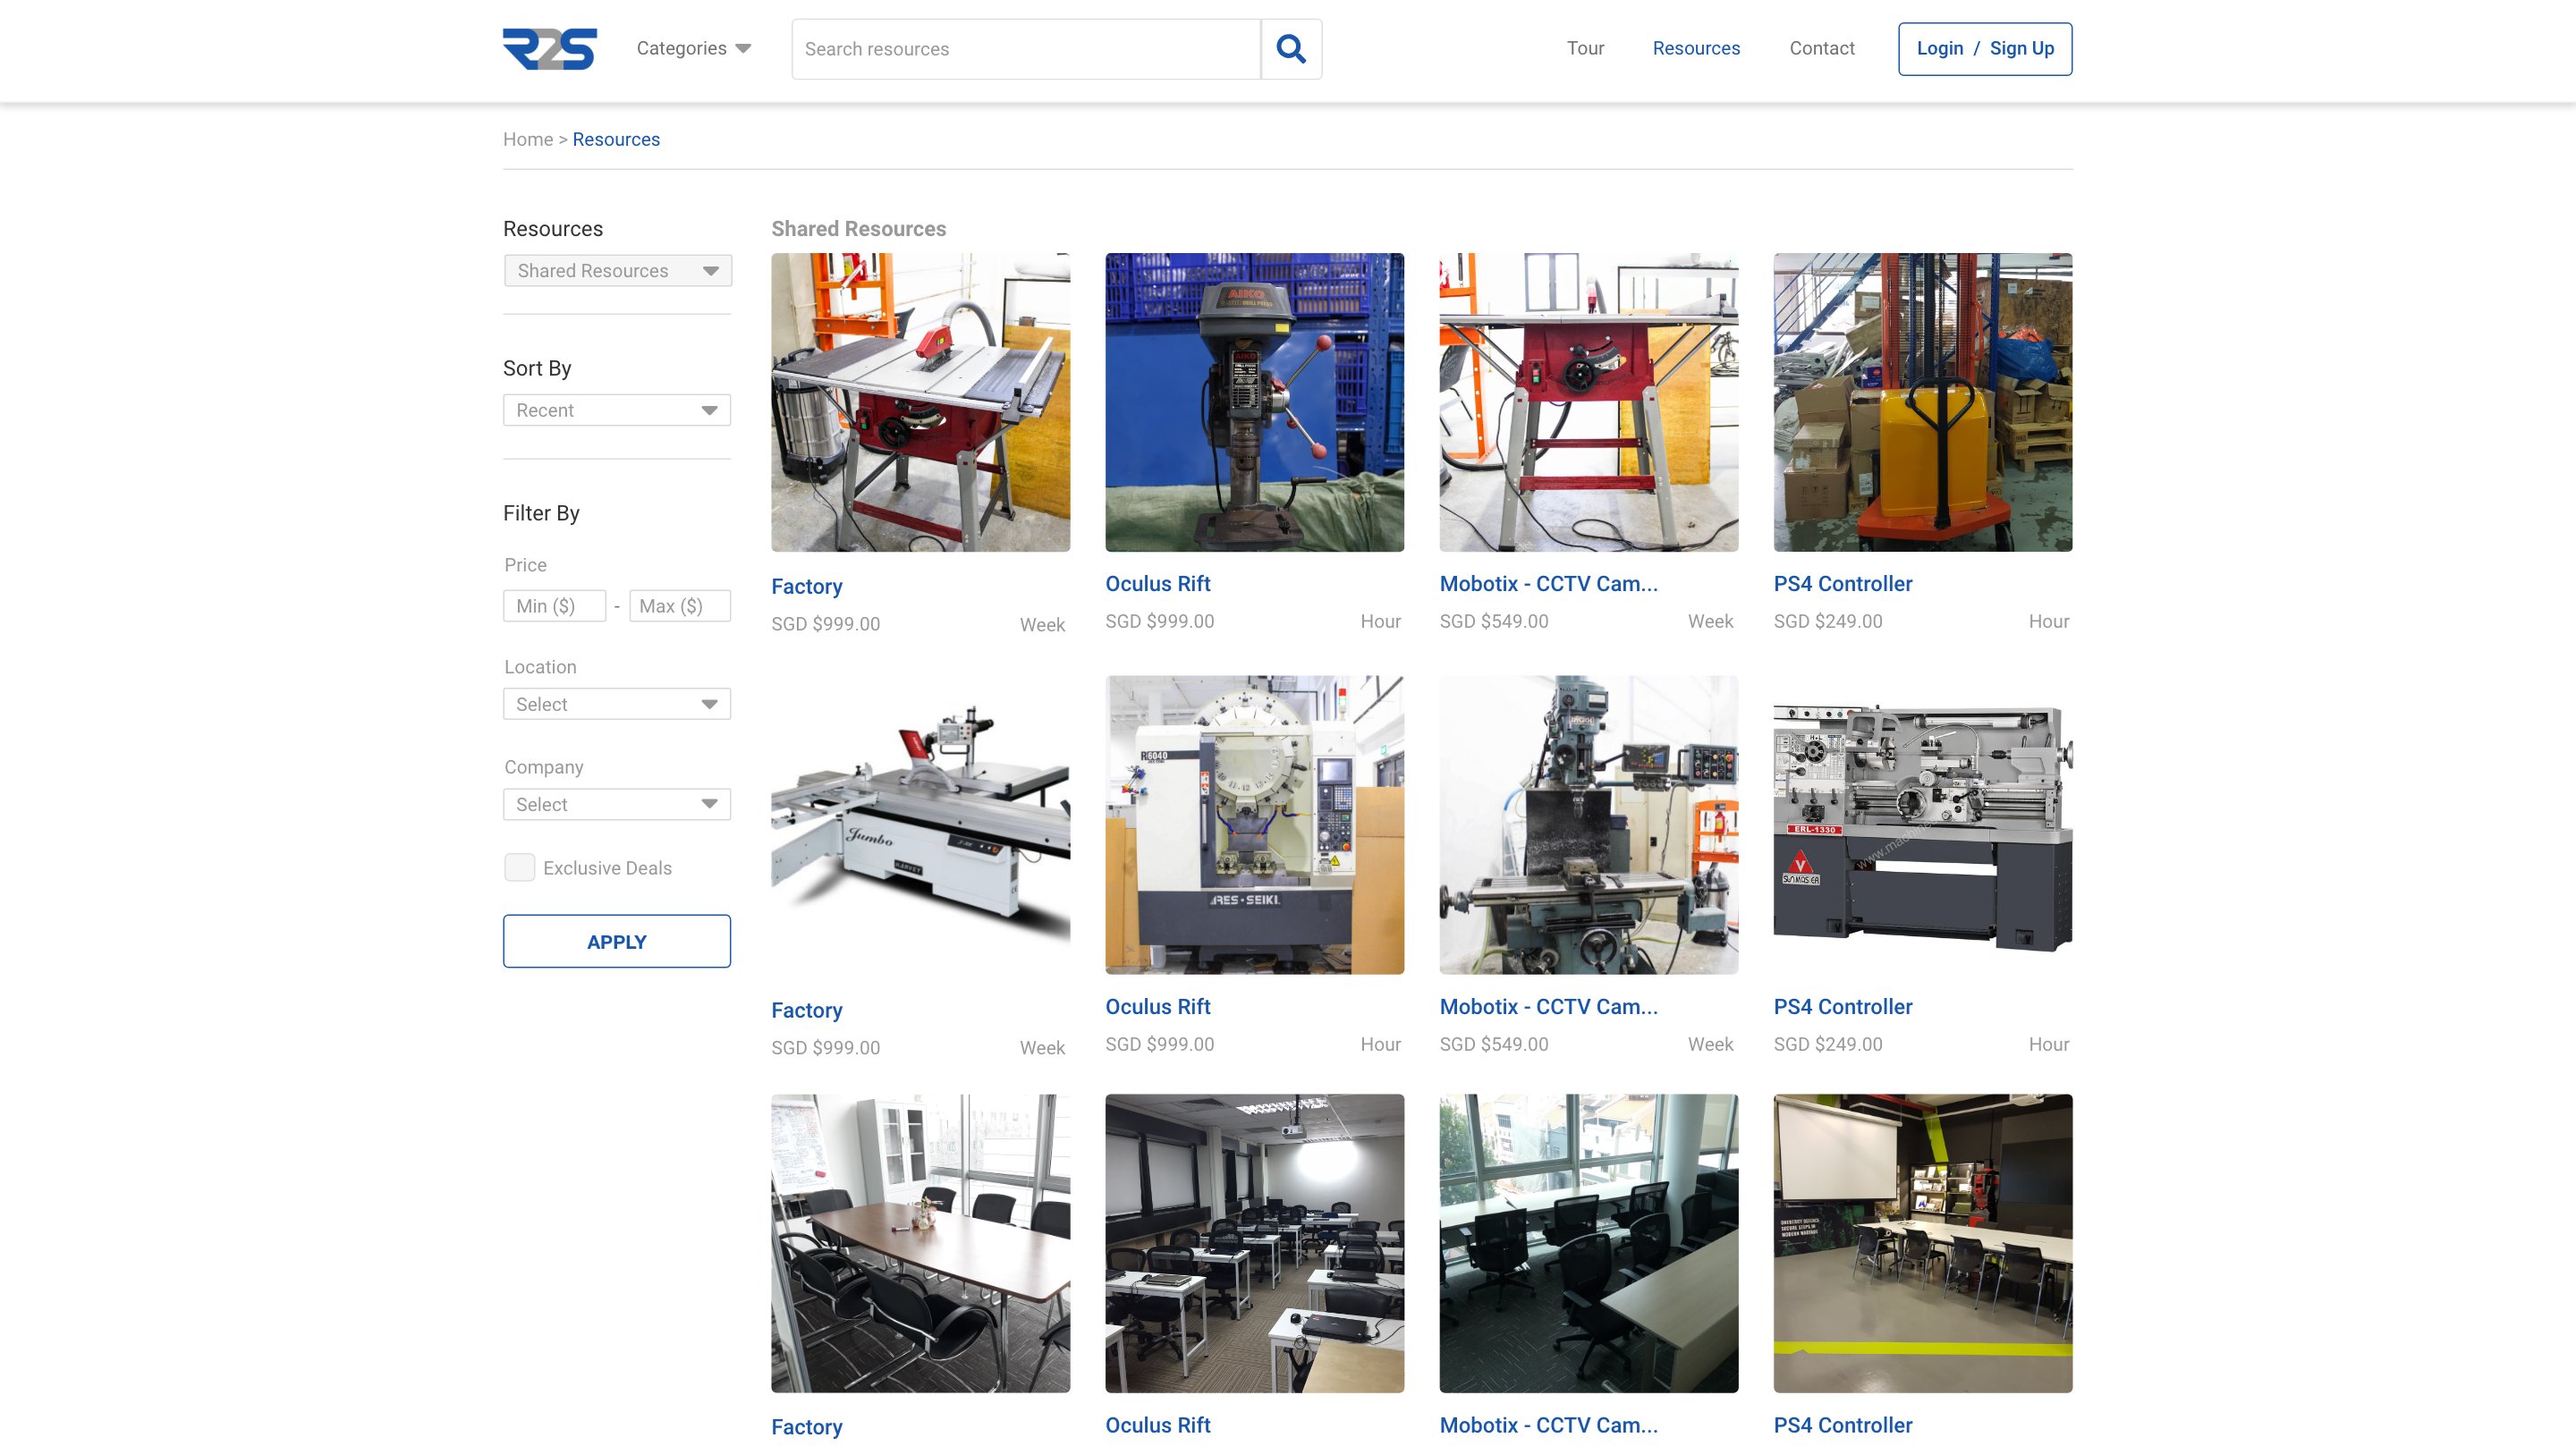 R2S
Categories
Search resources
Tour
Resources
Contact
Login / Sign Up
Home > Resources
Resources
Shared Resources
Sort By
Recent
Filter By
Price
Min ($) - Max ($)
Location
Select
Company
Select
Exclusive Deals
APPLY
Shared Resources
AIKO
AIKO
Factory
SGD $999.00 Week
Oculus Rift
SGD $999.00 Hour
Mobotix - CCTV Cam...
SGD $549.00 Week
PS4 Controller
SGD $249.00 Hour
Jumbo
HARVEY
R6040
ARES-SEIKI
ERL-1330
V
SUNMASTER
Factory
SGD $999.00 Week
Oculus Rift
SGD $999.00 Hour
Mobotix - CCTV Cam...
SGD $549.00 Week
PS4 Controller
SGD $249.00 Hour
Factory
Oculus Rift
Mobotix - CCTV Cam...
PS4 Controller